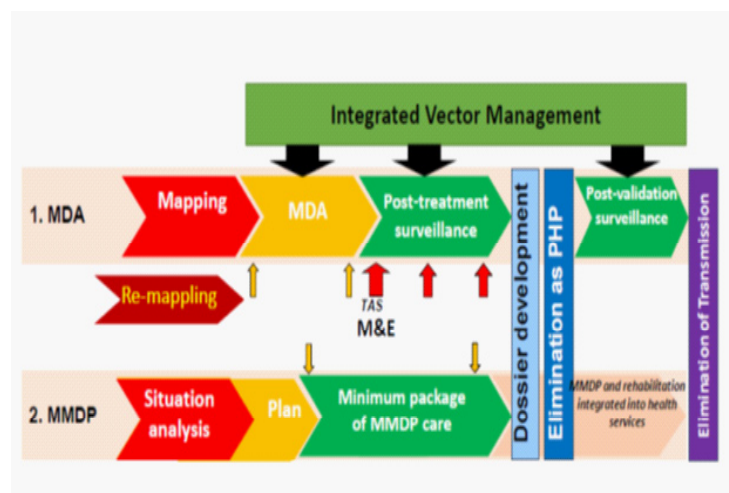 Integrated Vector Management
1. MDA
Mapping
MDA
Post-treatment
surveillance
Dossier development
Elimination as PHP
Post-validation
surveillance
Elimination of Transmission
Re-mappling
TAS
M&E
2. MMDP
Situation
analysis
Plan
Minimum package
of MMDP care
MMDP and rehabilitation
integrated into health
services